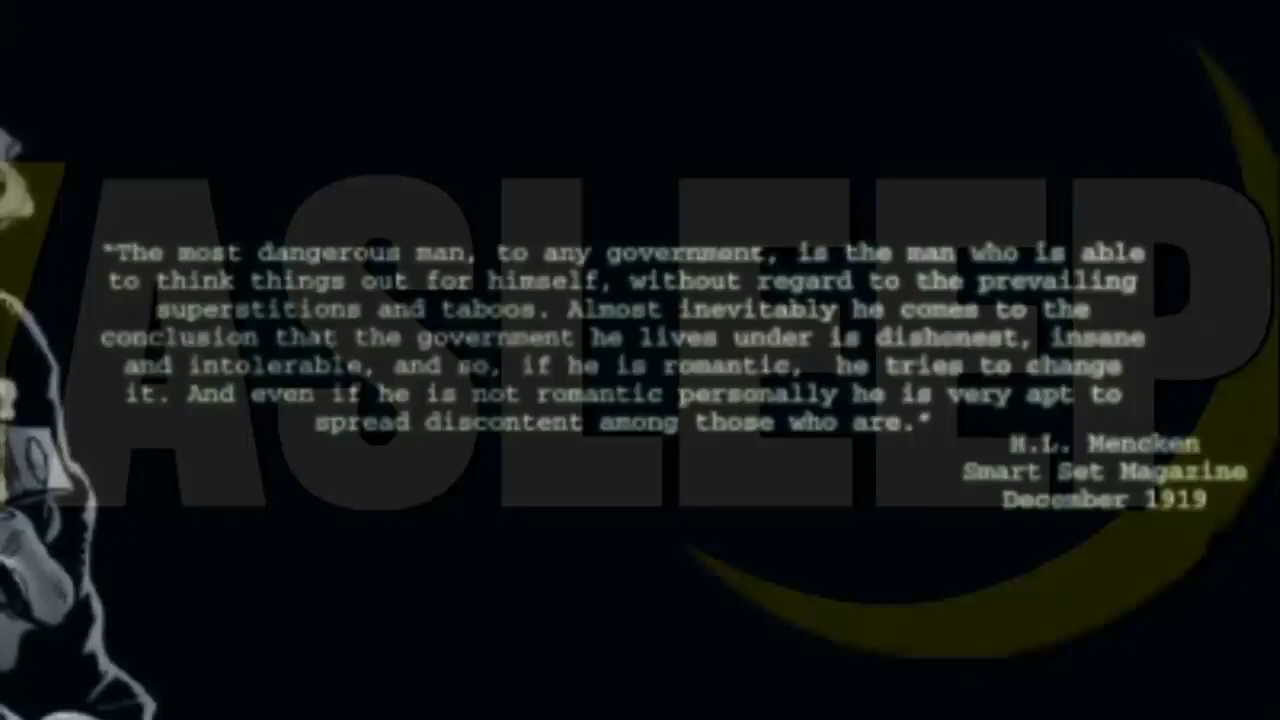 ASLEEP
"The most dangerous man, to any government, is the man who is able
to think things out for himself, without regard to the prevailing
superstitions and taboos. Almost inevitably he comes to the
conclusion that the government he lives under is dishonest, insane
and intolerable, and so, if he is romantic, he tries to change
it. And even if he is not romantic personally he is very apt to
spread discontent among those who are."
H.L. Mencken
Smart Set Magazine
December 1919